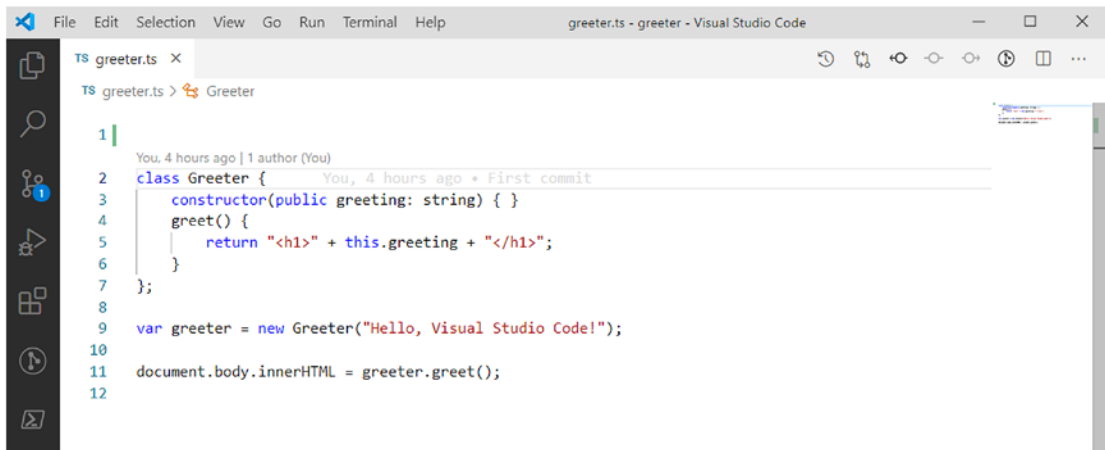 File Edit Selection View Go Run Terminal Help greeter.ts - greeter - Visual Studio Code
TS greeter.ts
TS greeter.ts > Greeter
1
You, 4 hours ago | 1 author (You)
2 class Greeter { You, 4 hours ago • First commit
3 constructor(public greeting: string) { }
4 greet() {
5 return "<h1>" + this.greeting + "</h1>";
6 }
7 };
8
9 var greeter = new Greeter("Hello, Visual Studio Code!");
10
11 document.body.innerHTML = greeter.greet();
12
1